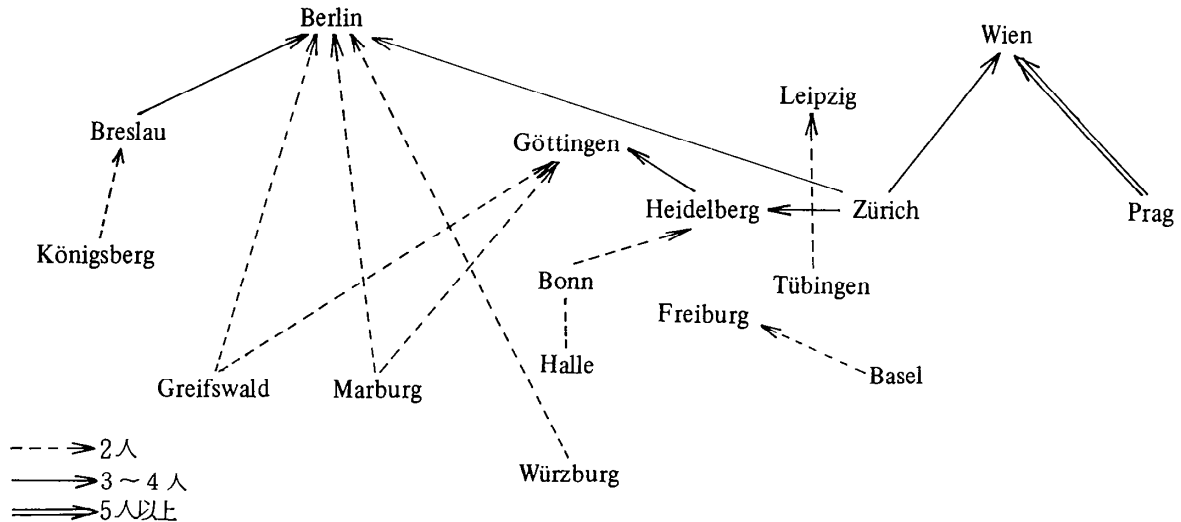 Berlin
Wien
Leipzig
Breslau
Göttingen
Heidelberg
Zürich
Prag
Königsberg
Bonn
Tübingen
Freiburg
Halle
Basel
Greifswald
Marburg
Würzburg
2人
3～4人
5人以上